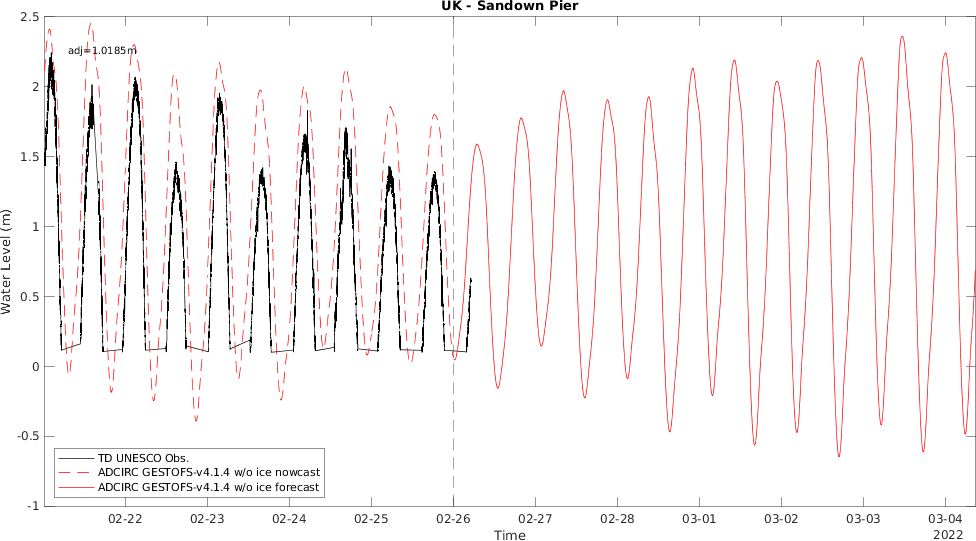 UK - Sandown Pier
2.5
adj=1.0185m
2
1.5
1
0.5
0
-0.5
-1
Water Level (m)
TD UNESCO Obs.
ADCIRC GESTOFS-v4.1.4 w/o ice nowcast
ADCIRC GESTOFS-v4.1.4 w/o ice forecast
02-22 02-23 02-24 02-25 02-26 02-27 02-28 03-01 03-02 03-03 03-04
Time
2022